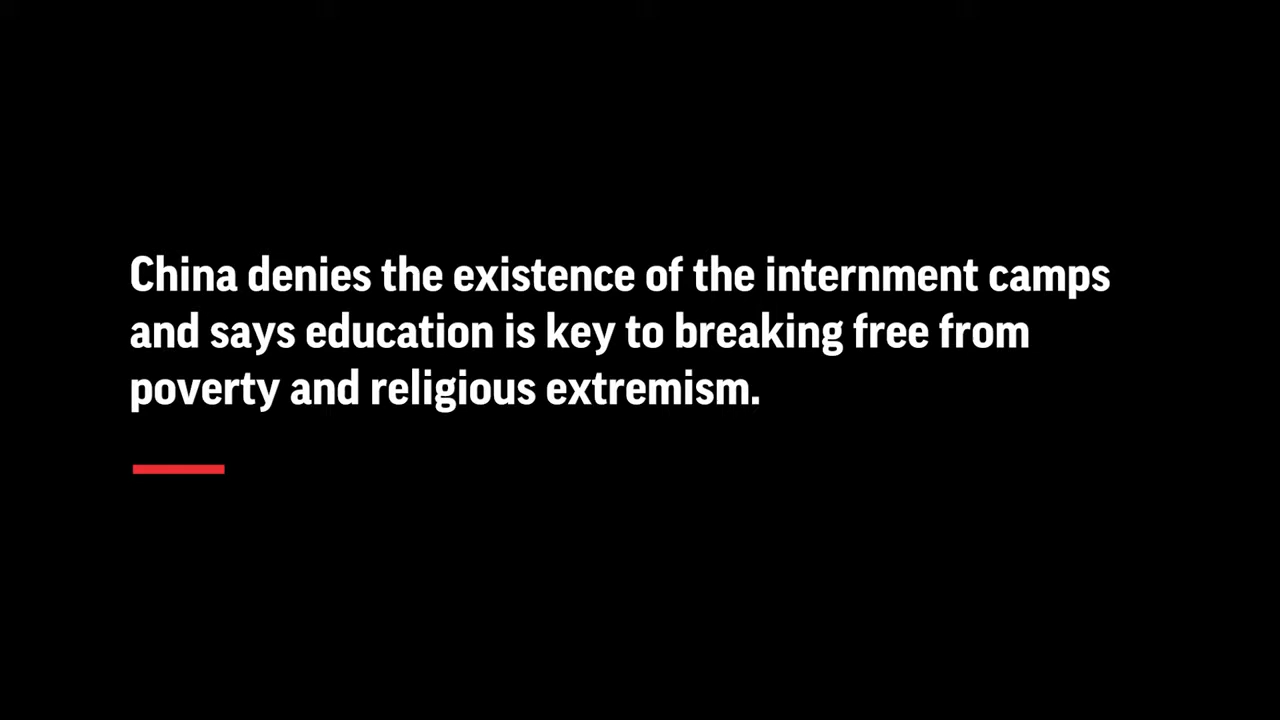 China denies the existence of the internment camps
and says education is key to breaking free from
poverty and religious extremism.